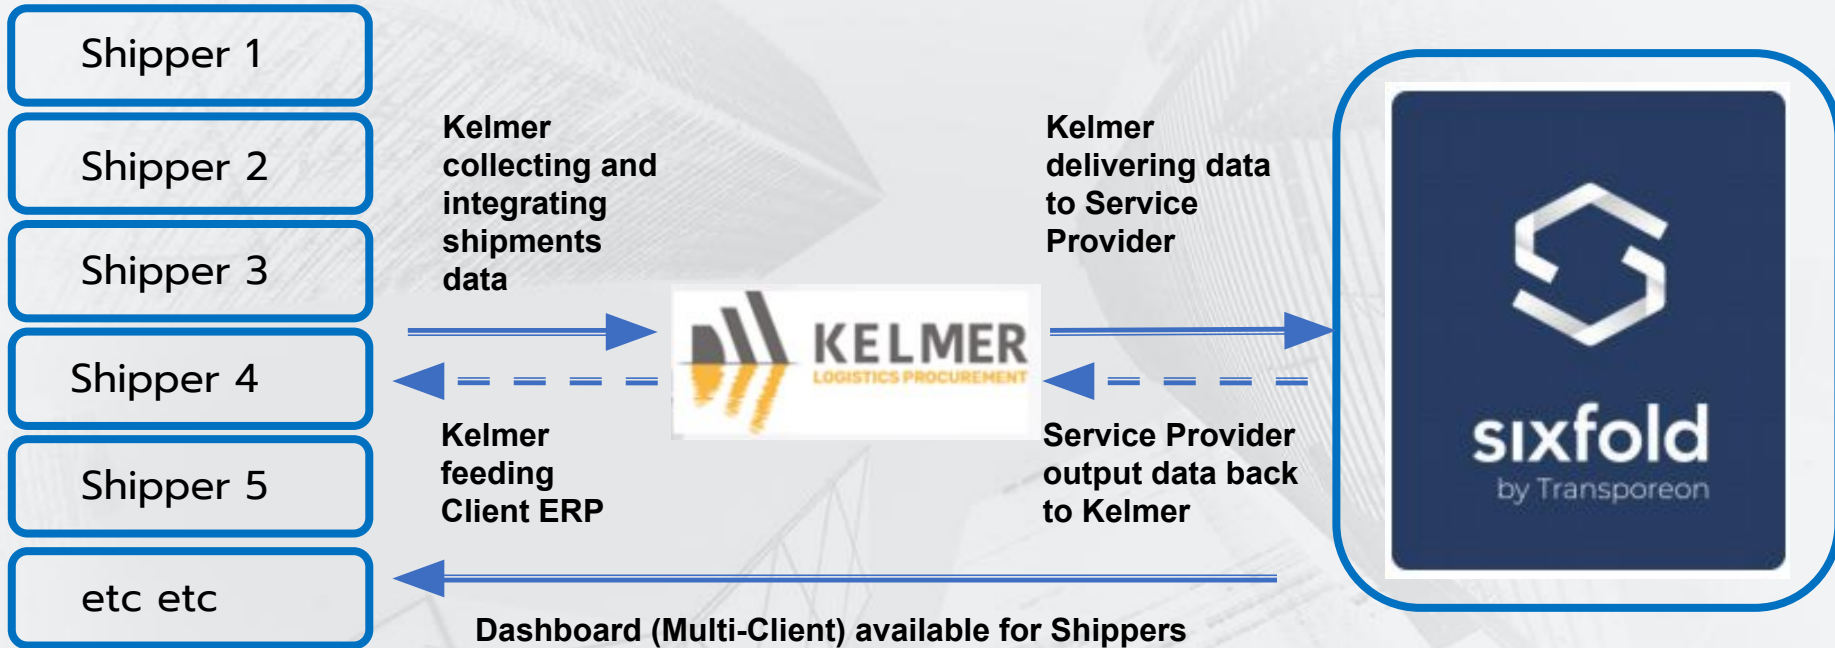 Shipper 1
Shipper 2
Shipper 3
Shipper 4
Shipper 5
etc etc
Kelmer
collecting and
integrating
shipments
data
Kelmer
feeding
Client ERP
KELMER
LOGISTICS PROCUREMENT
Kelmer
delivering data
to Service
Provider
Service Provider
output data back
to Kelmer
sixfold
by Transporeon
Dashboard (Multi-Client) available for Shippers